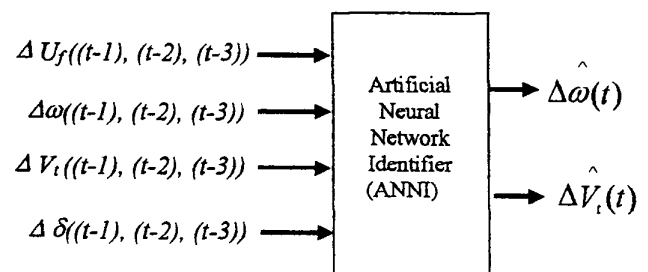 Δ U_f((t-1), (t-2), (t-3))
Δω((t-1), (t-2), (t-3))
Δ V_t((t-1), (t-2), (t-3))
Δ δ((t-1), (t-2), (t-3))
Artificial
Neural
Network
Identifier
(ANNI)
Δω̂(t)
ΔV̂_t(t)